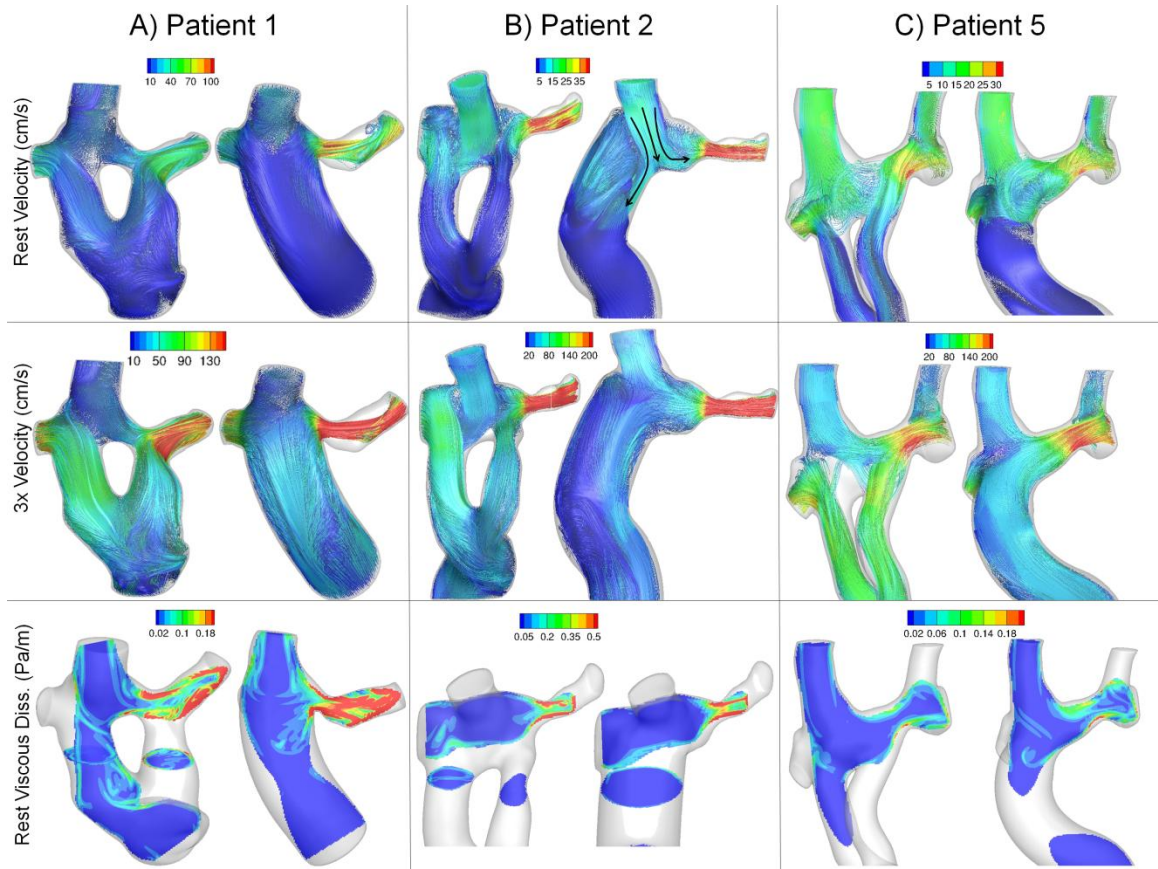 A) Patient 1
B) Patient 2
C) Patient 5
Rest Velocity (cm/s)
10 40 70 100
5 15 25 35
5 10 15 20 25 30
3x Velocity (cm/s)
10 50 90 130
20 80 140 200
20 80 140 200
Rest Viscous Diss. (Pa/m)
0.02 0.1 0.18
0.05 0.2 0.35 0.5
0.02 0.06 0.1 0.14 0.18